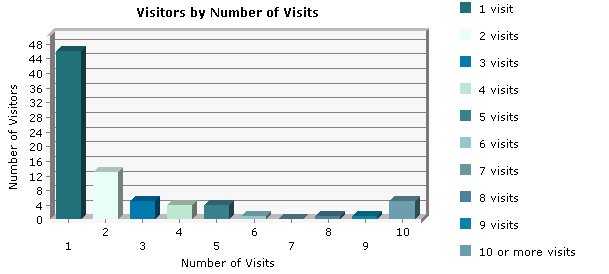 Visitors by Number of Visits
Number of Visitors
48
44
40
36
32
28
24
20
16
12
8
4
0
1 2 3 4 5 6 7 8 9 10
Number of Visits
1 visit
2 visits
3 visits
4 visits
5 visits
6 visits
7 visits
8 visits
9 visits
10 or more visits